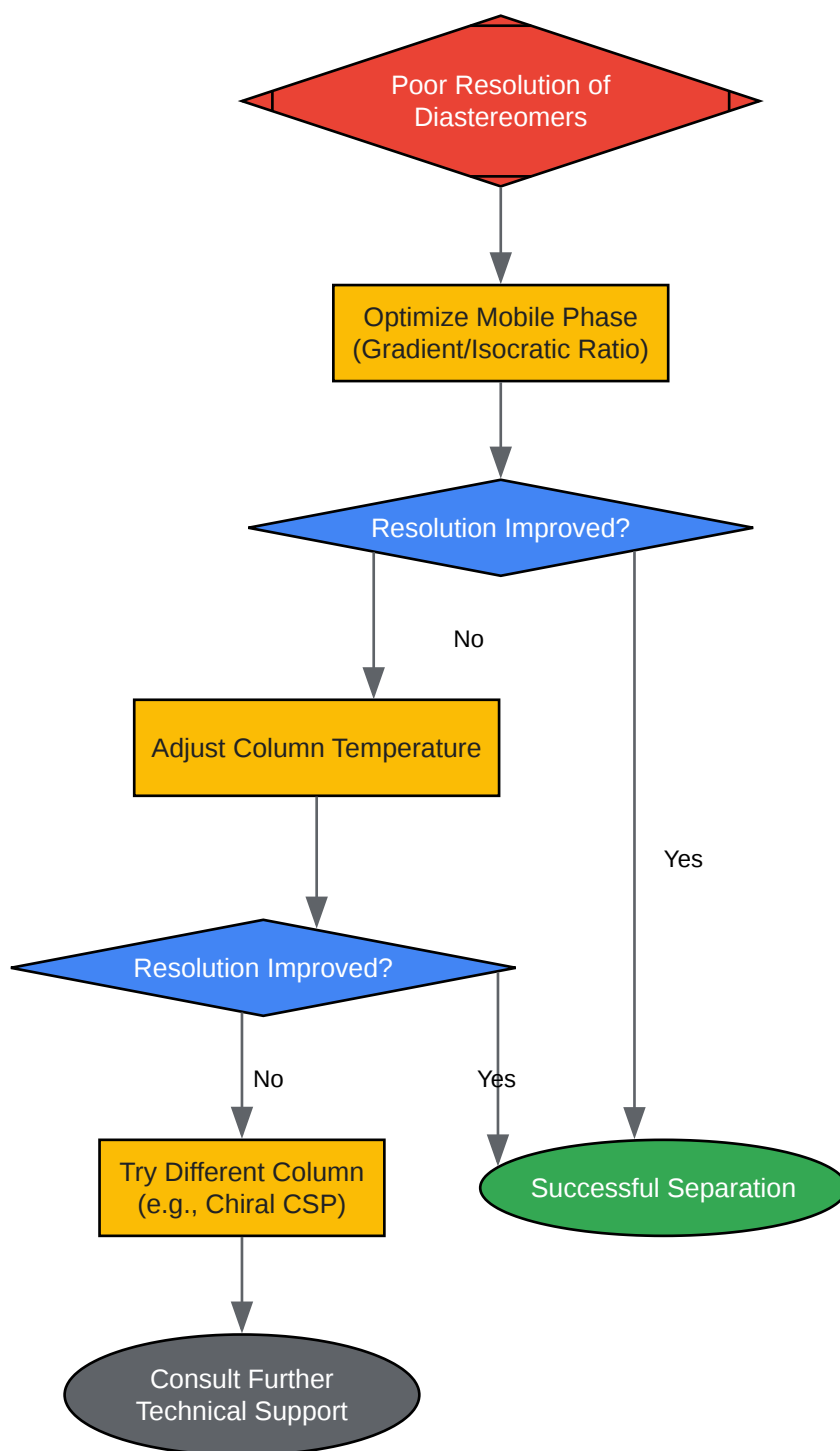 Poor Resolution of
Diastereomers
Optimize Mobile Phase
(Gradient/Isocratic Ratio)
Resolution Improved?
No
Adjust Column Temperature
Yes
Resolution Improved?
No
Yes
Try Different Column
(e.g., Chiral CSP)
Successful Separation
Consult Further
Technical Support